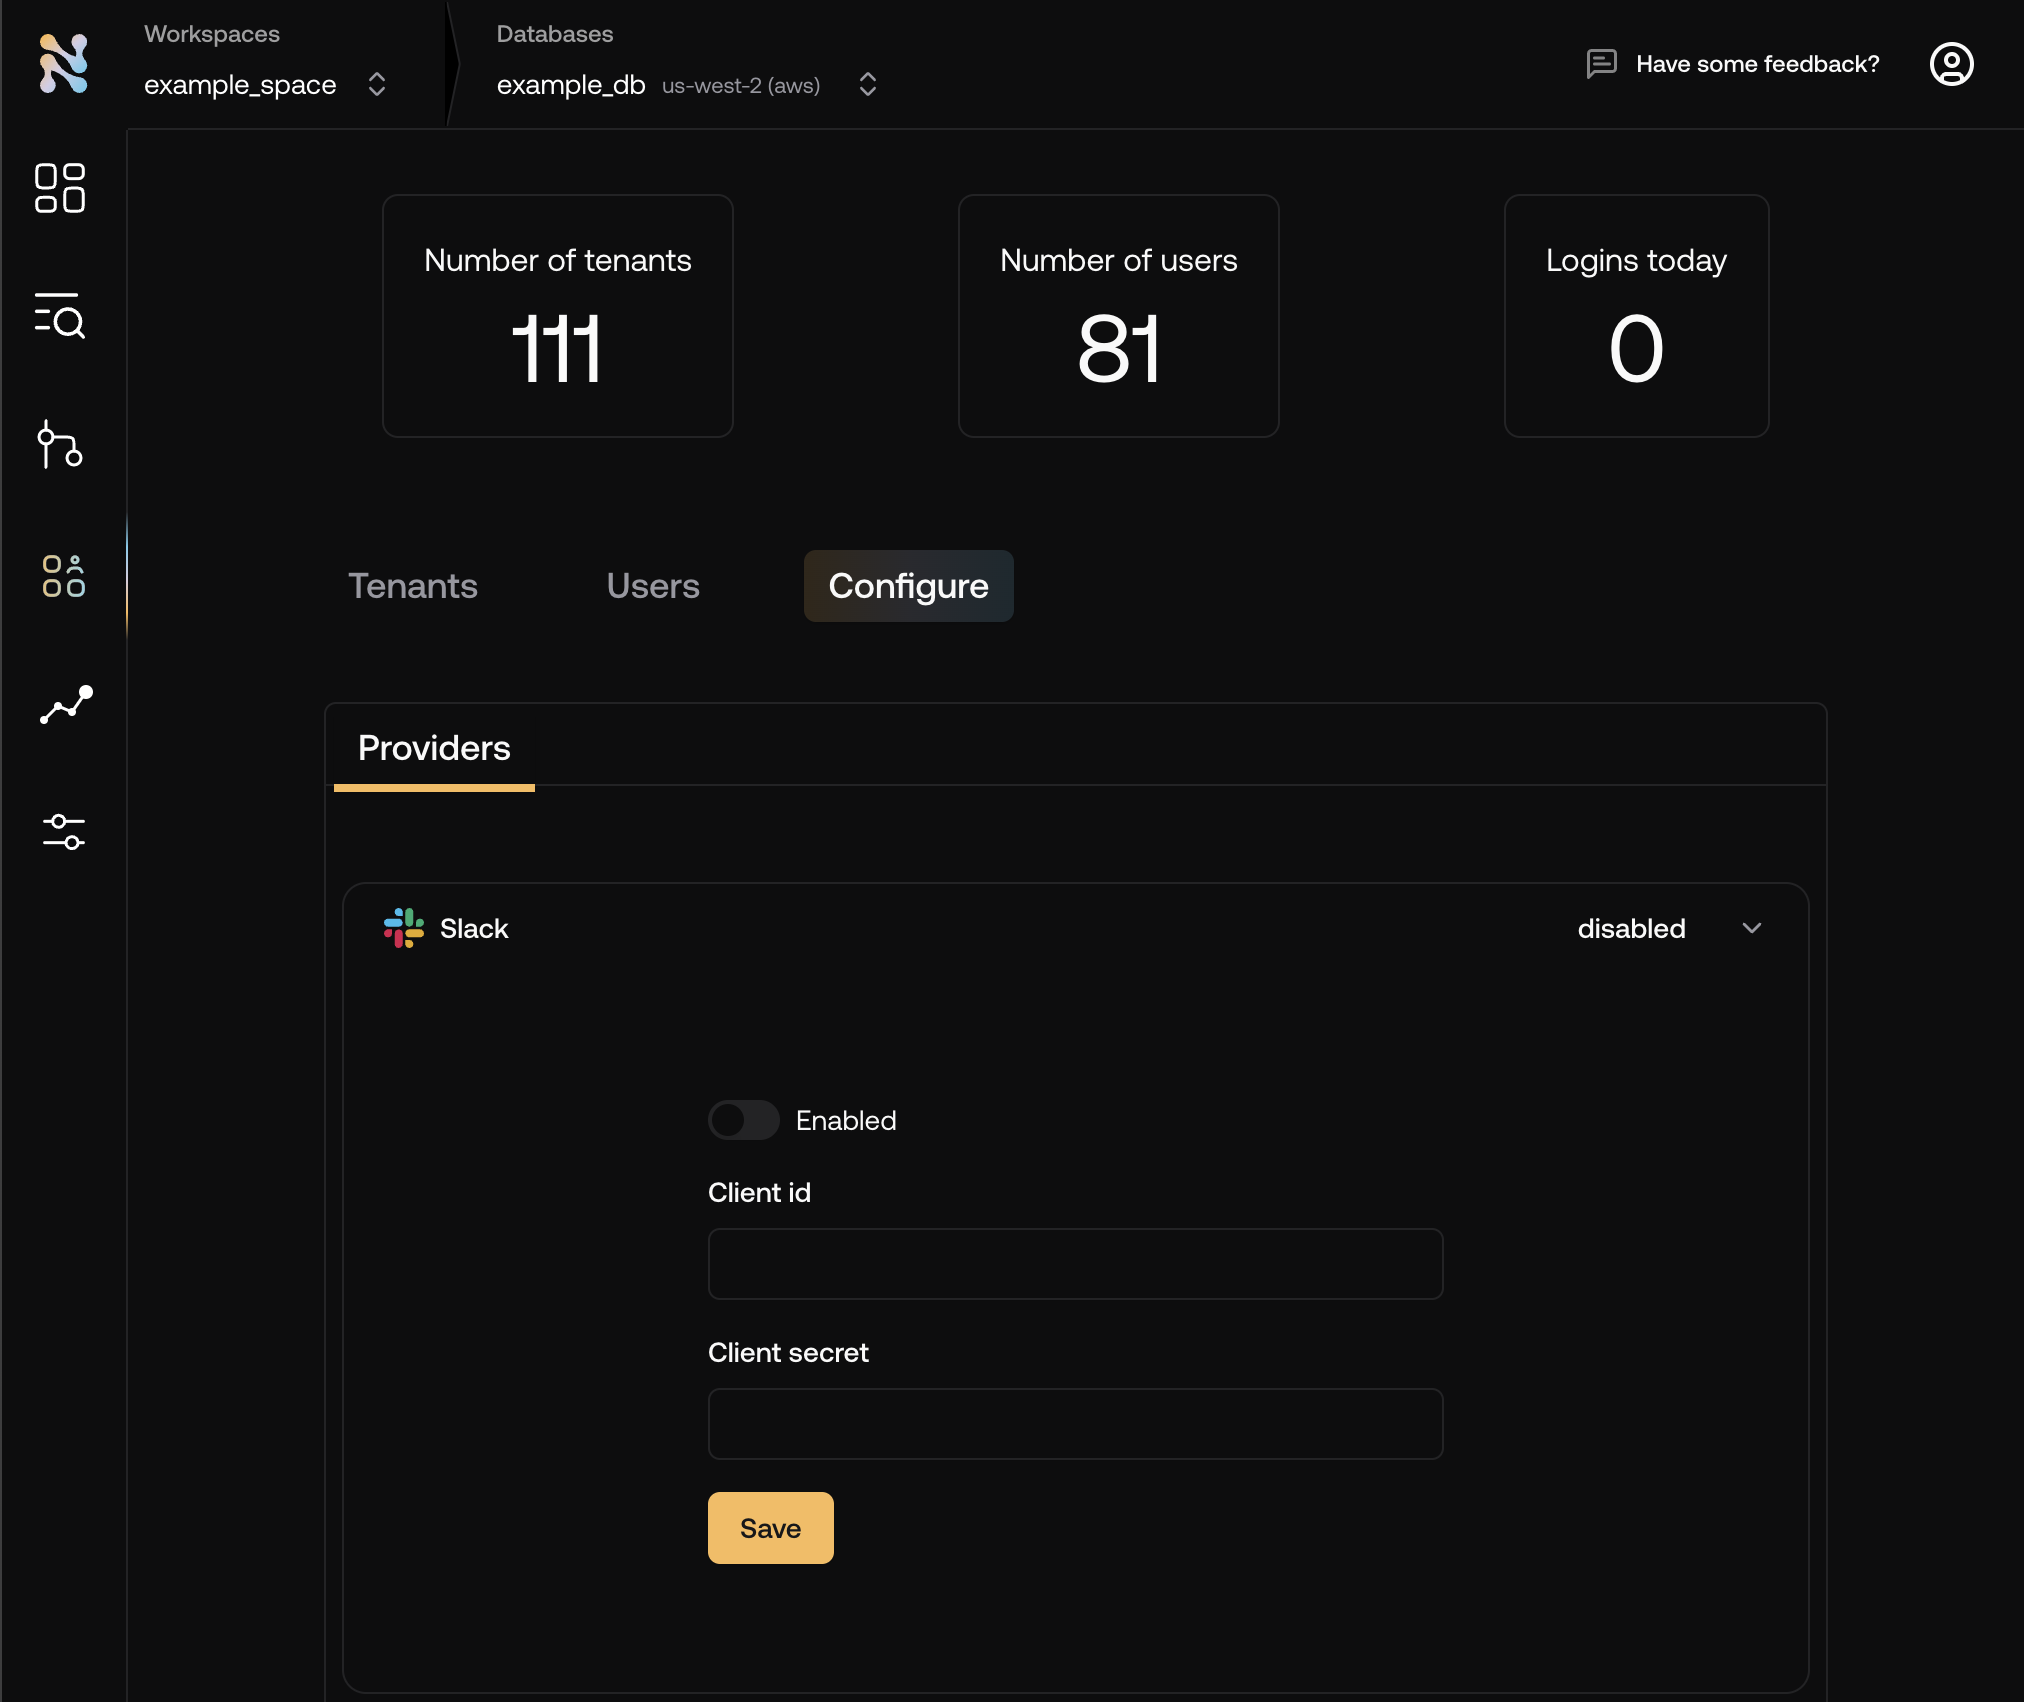 Workspaces
example_space
Databases
example_db us-west-2 (aws)
Have some feedback?
Number of tenants
111
Number of users
81
Logins today
0
Tenants
Users
Configure
Providers
Slack
disabled
Enabled
Client id
Client secret
Save